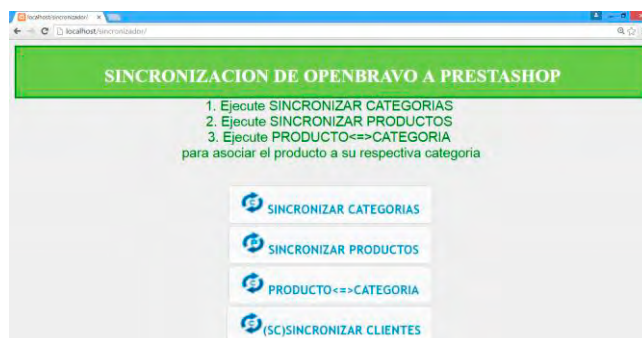 localhost/sincronizador/
localhost/sincronizador/
SINCRONIZACION DE OPENBRAVO A PRESTASHOP
1. Ejecute SINCRONIZAR CATEGORIAS
2. Ejecute SINCRONIZAR PRODUCTOS
3. Ejecute PRODUCTO<=>CATEGORIA
para asociar el producto a su respectiva categoria
SINCRONIZAR CATEGORIAS
SINCRONIZAR PRODUCTOS
PRODUCTO<=>CATEGORIA
(SC)SINCRONIZAR CLIENTES